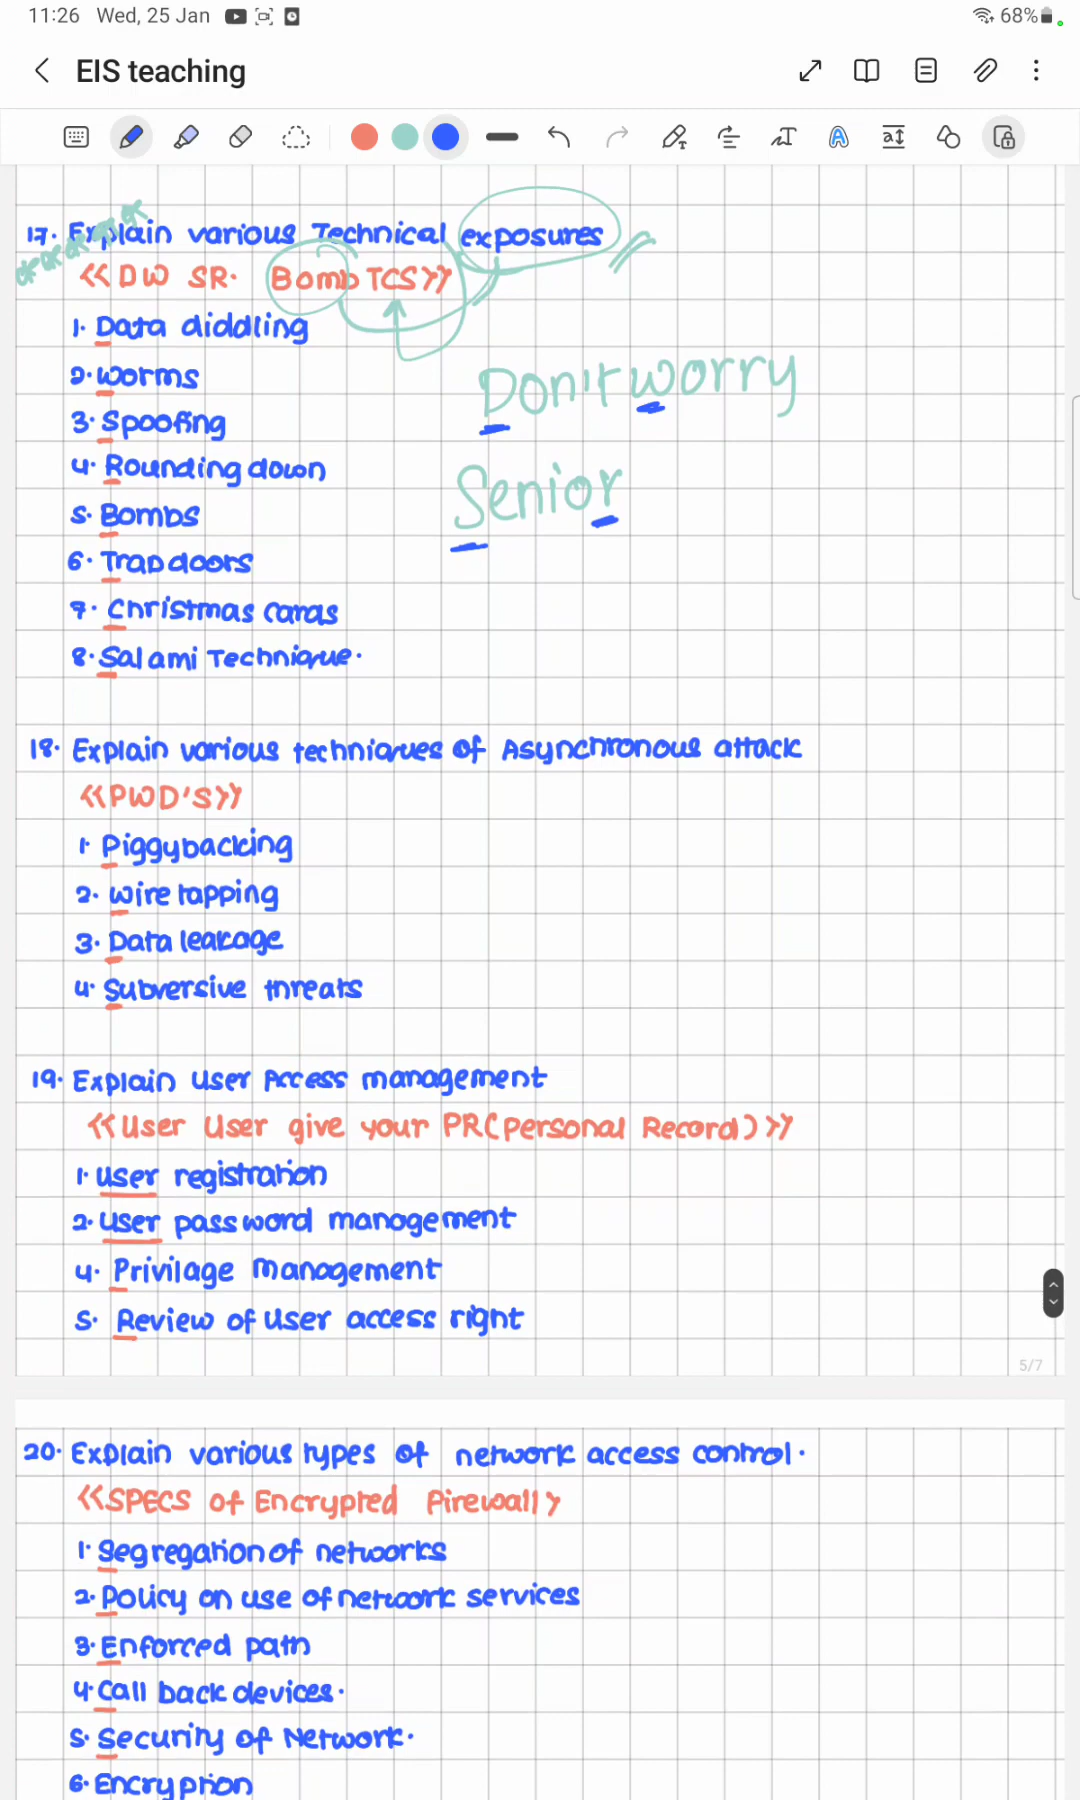 11:26 Wed, 25 Jan 68%
EIS teaching
17. Explain various Technical exposures
<<DW SR. Bomb TCS>>
1. Data diddling
2. worms
3. Spoofing
4. Rounding down
5. Bombs
6. Trap doors
7. Christmas cards
8. Salami Technique.
Don't worry
Senior
18. Explain various techniques of Asynchronous attack
<<PWD'S>>
1. Piggybacking
2. Wire tapping
3. Data leakage
4. Subversive threats
19. Explain User Access management
<<User User give your PR(Personal Record)>>
1. User registration
2. User password management
4. Privilage management
5. Review of user access right
5/7
20. Explain various types of network access control.
<<SPECS of Encrypted Firewall>
1. Segregation of networks
2. Policy on use of network services
3. Enforced path
4. Call back devices.
5. Security of Network.
6. Encryption